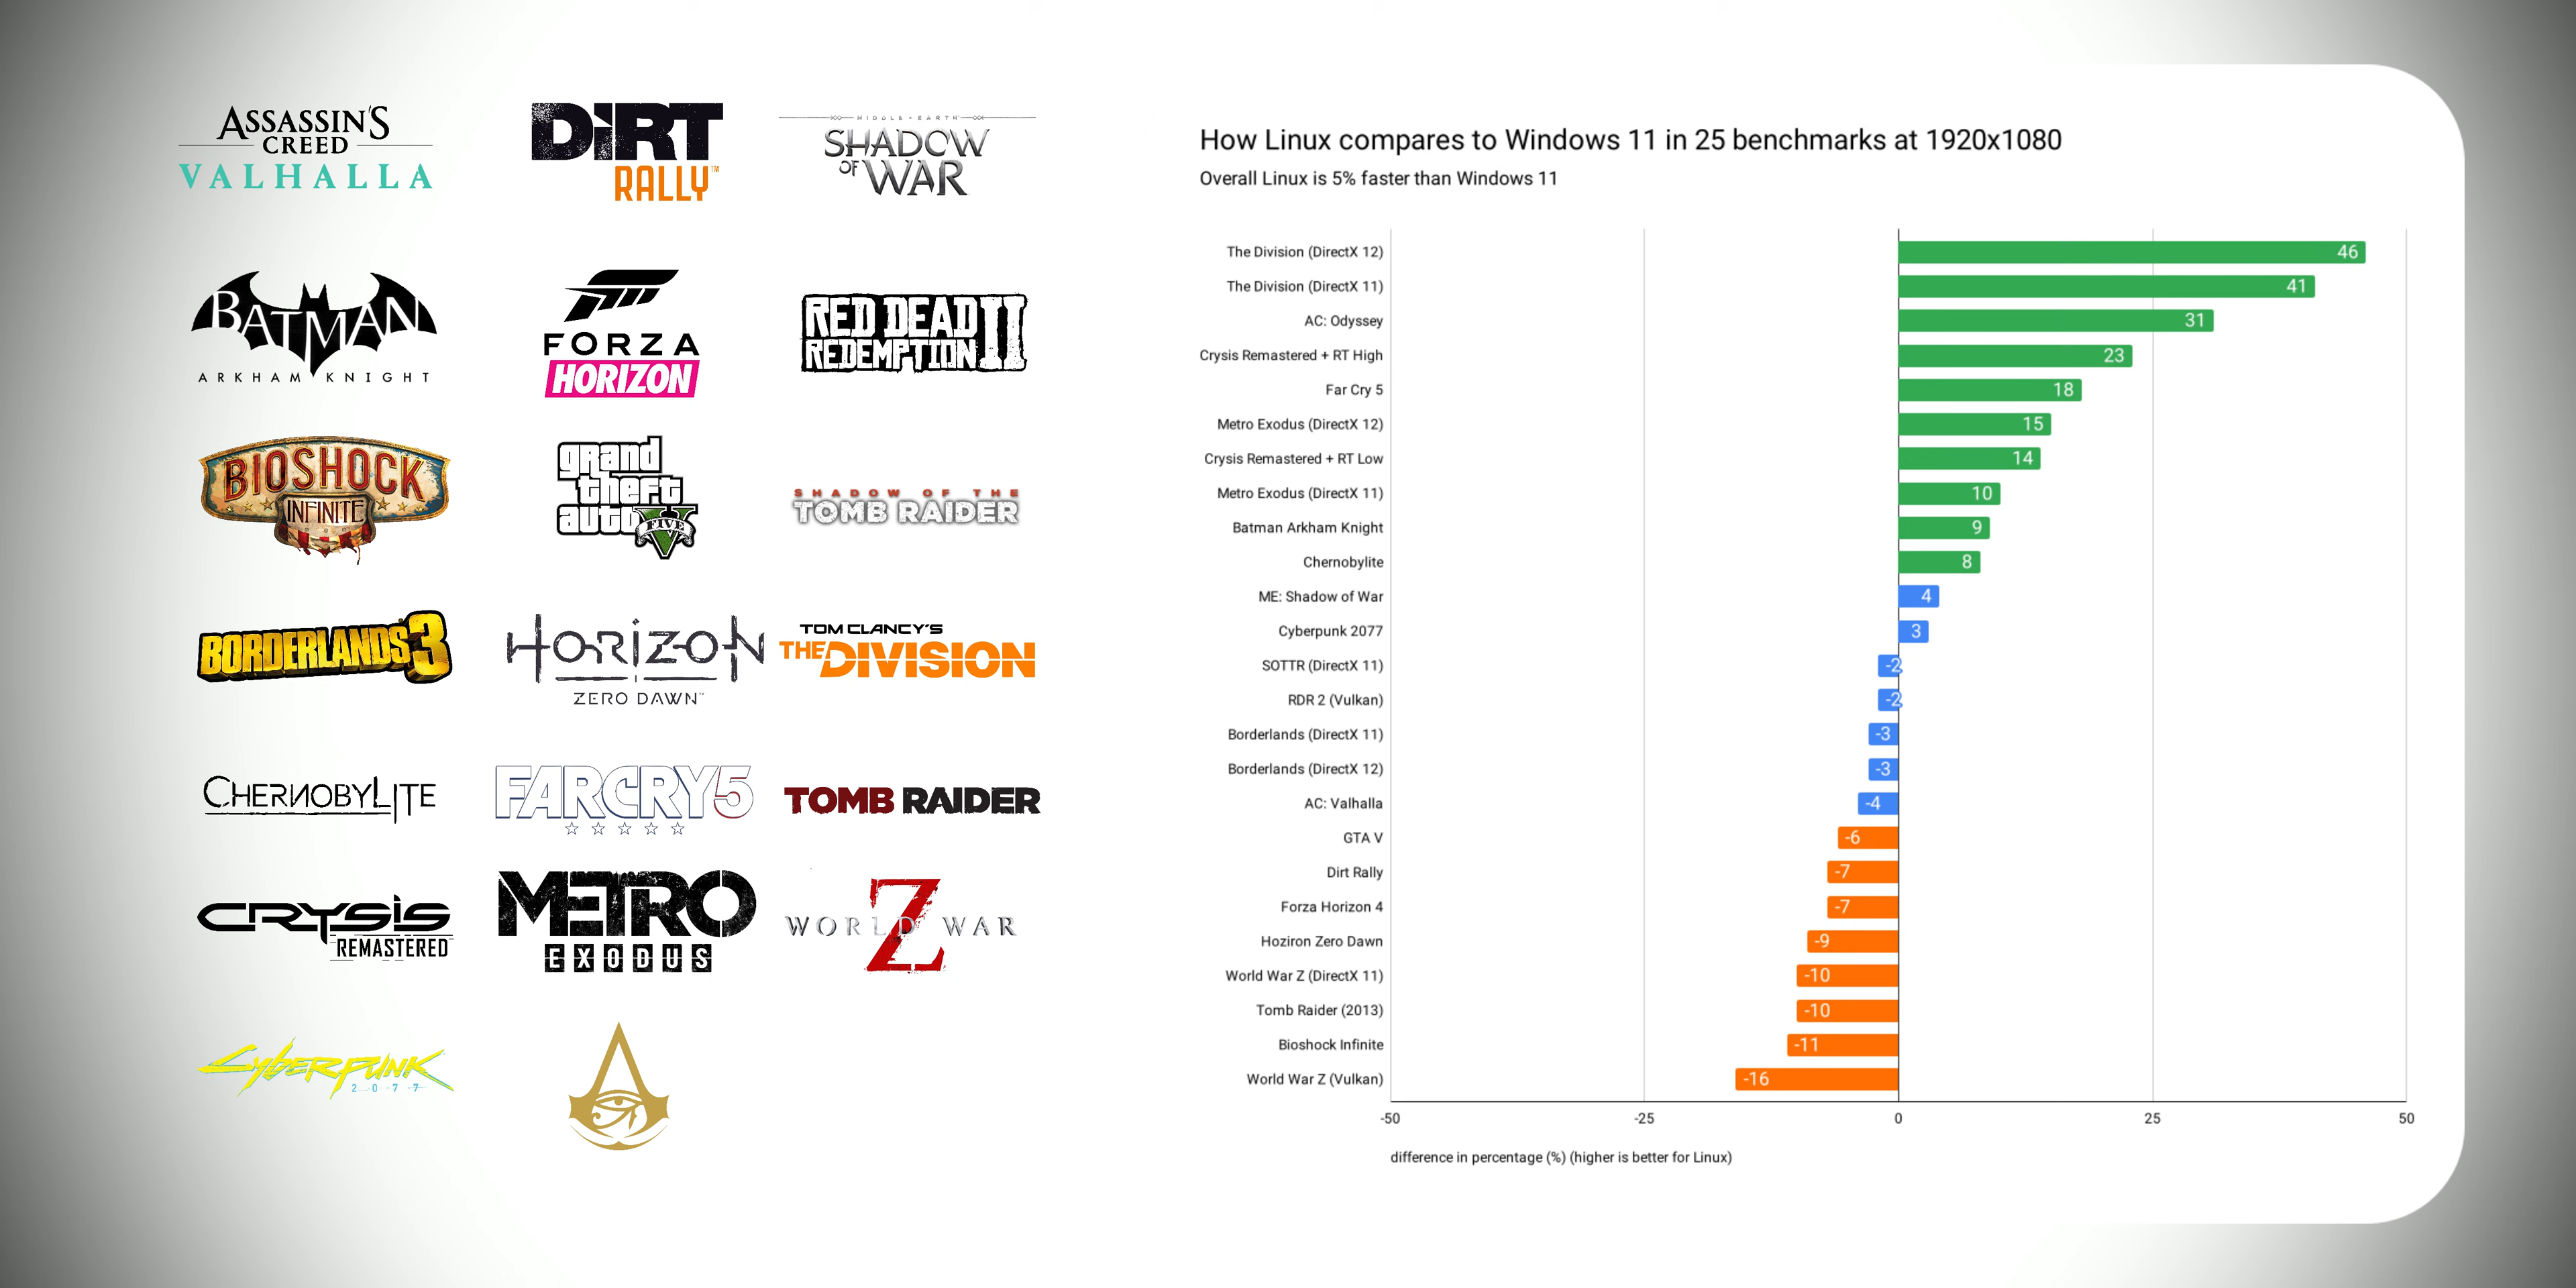 ASSASSIN'S
CREED
VALHALLA
DiRT
RALLY™
MIDDLE-EARTH
SHADOW
OF WAR
BATMAN
ARKHAM KNIGHT
FORZA
HORIZON
RED DEAD
REDEMPTION II
BIOSHOCK
INFINITE
grand
theft
auto
V
FIVE
SHADOW OF THE
TOMB RAIDER
BORDERLANDS 3
HORIZON
ZERO DAWN™
TOM CLANCY'S
THE DIVISION
CHERNOBYLITE
FARCRY5
TOMB RAIDER
CRYSIS
REMASTERED
METRO
EXODUS
WORLD WAR Z
CYBERPUNK
2077
How Linux compares to Windows 11 in 25 benchmarks at 1920x1080
Overall Linux is 5% faster than Windows 11
The Division (DirectX 12) 46
The Division (DirectX 11) 41
AC: Odyssey 31
Crysis Remastered + RT High 23
Far Cry 5 18
Metro Exodus (DirectX 12) 15
Crysis Remastered + RT Low 14
Metro Exodus (DirectX 11) 10
Batman Arkham Knight 9
Chernobylite 8
ME: Shadow of War 4
Cyberpunk 2077 3
SOTTR (DirectX 11) -2
RDR 2 (Vulkan) -2
Borderlands (DirectX 11) -3
Borderlands (DirectX 12) -3
AC: Valhalla -4
GTA V -6
Dirt Rally -7
Forza Horizon 4 -7
Hoziron Zero Dawn -9
World War Z (DirectX 11) -10
Tomb Raider (2013) -10
Bioshock Infinite -11
World War Z (Vulkan) -16
-50 -25 0 25 50
difference in percentage (%) (higher is better for Linux)